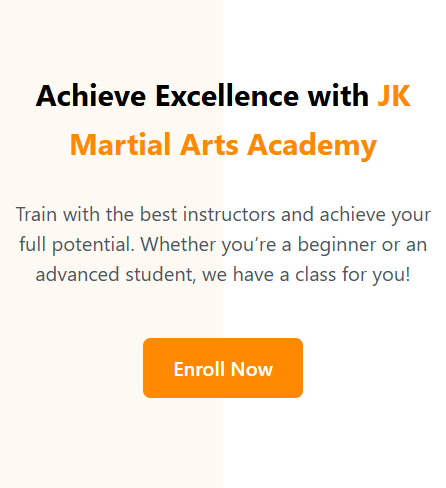 Achieve Excellence with JK
Martial Arts Academy
Train with the best instructors and achieve your
full potential. Whether you’re a beginner or an
advanced student, we have a class for you!
Enroll Now